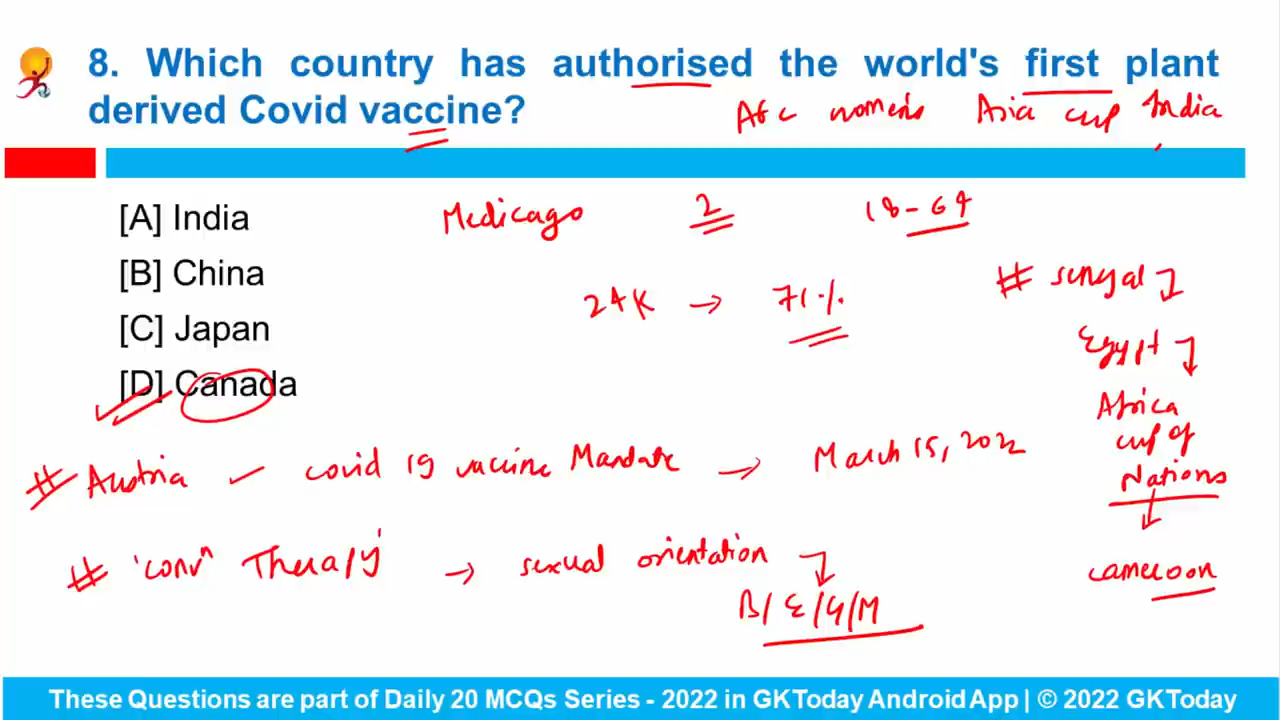 8. Which country has authorised the world's first plant
derived Covid vaccine?
AFC women's Asia cup India
[A] India
Medicago 2 18-64
[B] China
24K → 71%
# senegal
[C] Japan
Egypt
[D] Canada
Africa
cup of
Nations
# Austria – covid 19 vaccine Mandate → March 15, 2022
# 'convⁿ Therapy' → sexual orientation
cameroon
B/ E/G/M
These Questions are part of Daily 20 MCQs Series - 2022 in GKToday Android App | © 2022 GKToday